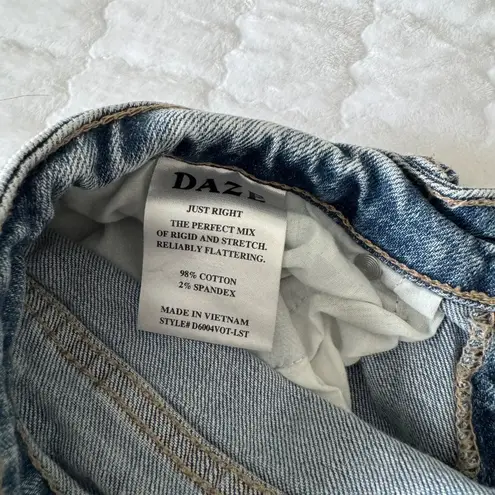 DAZE
JUST RIGHT
THE PERFECT MIX
OF RIGID AND STRETCH.
RELIABLY FLATTERING.
98% COTTON
2% SPANDEX
MADE IN VIETNAM
STYLE# D6004VOT-LST